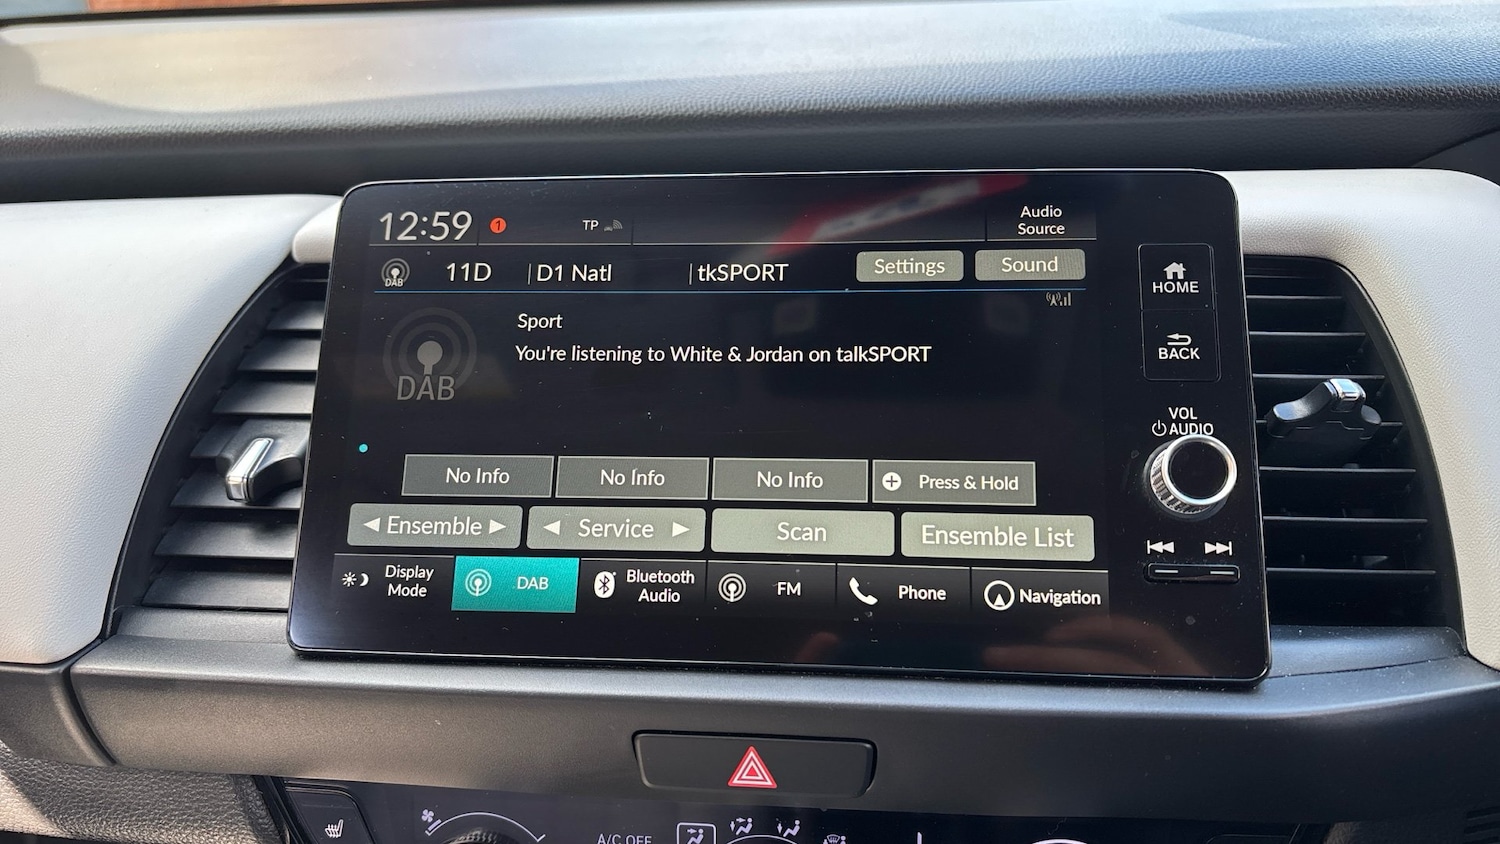 12:59
1
TP
Audio
Source
DAB
11D
D1 Natl
tkSPORT
Settings
Sound
HOME
BACK
DAB
Sport
You're listening to White & Jordan on talkSPORT
VOL
AUDIO
No Info
No Info
No Info
Press & Hold
Ensemble
Service
Scan
Ensemble List
Display
Mode
DAB
Bluetooth
Audio
FM
Phone
Navigation
A/C OFF